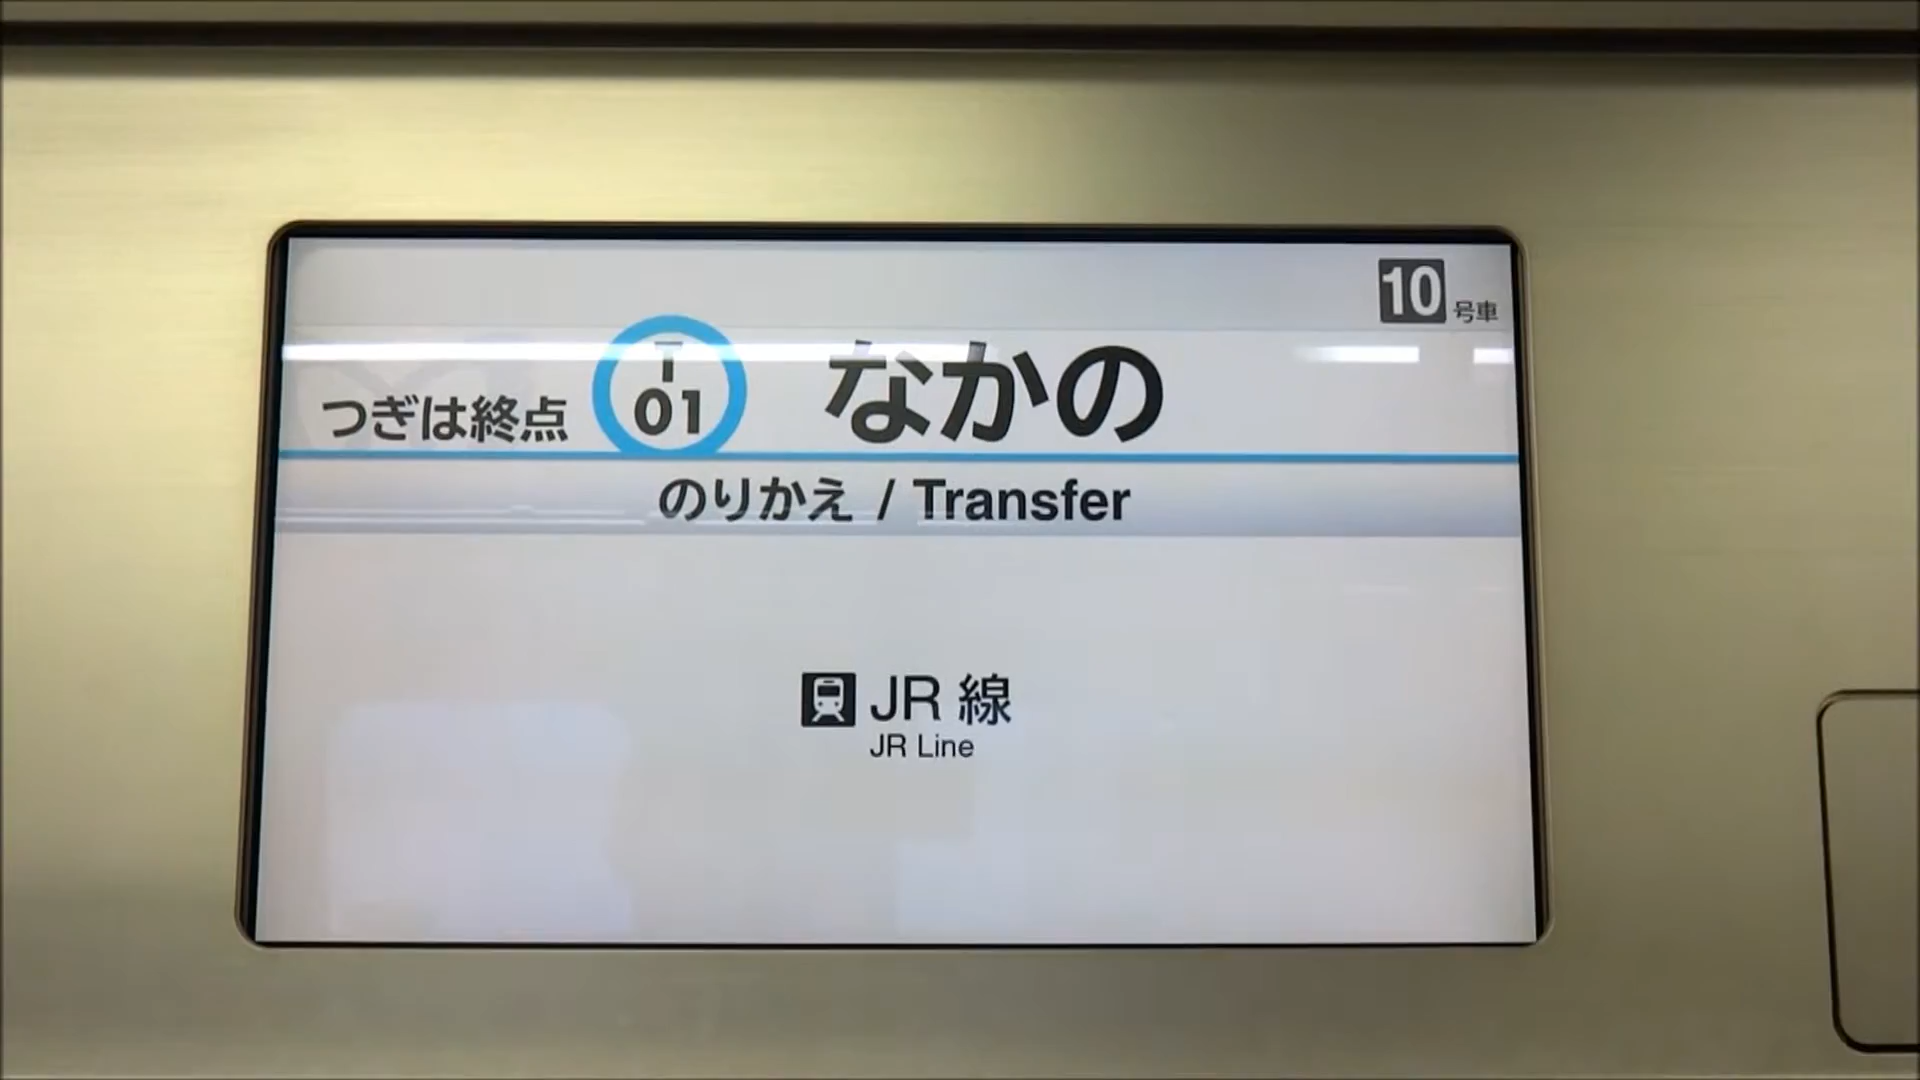 10 号車
つぎは終点 T 01 なかの
のりかえ / Transfer
JR 線
JR Line